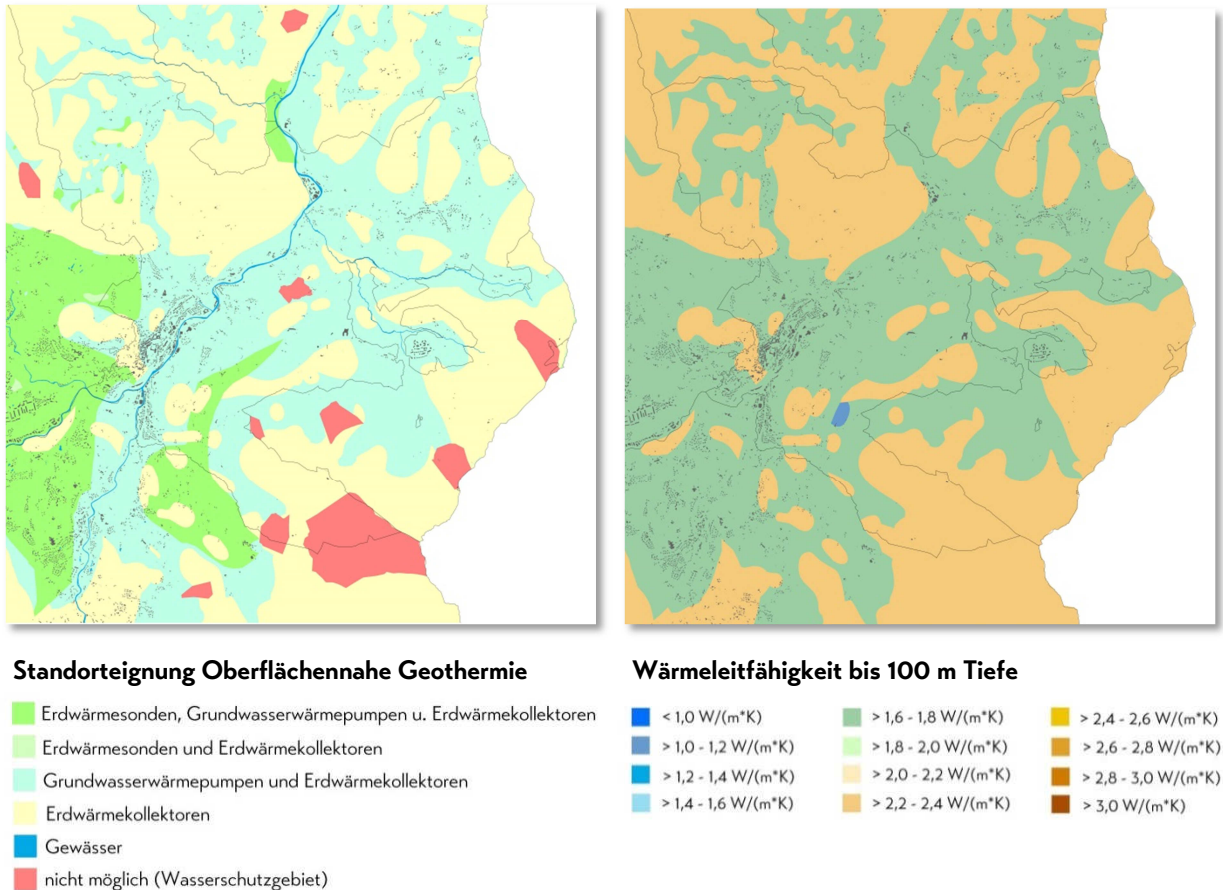 Standorteignung Oberflächennahe Geothermie
Erdwärmesonden, Grundwasserwärmepumpen u. Erdwärmekollektoren
Erdwärmesonden und Erdwärmekollektoren
Grundwasserwärmepumpen und Erdwärmekollektoren
Erdwärmekollektoren
Gewässer
nicht möglich (Wasserschutzgebiet)
Wärmeleitfähigkeit bis 100 m Tiefe
< 1,0 W/(m*K)
> 1,0 - 1,2 W/(m*K)
> 1,2 - 1,4 W/(m*K)
> 1,4 - 1,6 W/(m*K)
> 1,6 - 1,8 W/(m*K)
> 1,8 - 2,0 W/(m*K)
> 2,0 - 2,2 W/(m*K)
> 2,2 - 2,4 W/(m*K)
> 2,4 - 2,6 W/(m*K)
> 2,6 - 2,8 W/(m*K)
> 2,8 - 3,0 W/(m*K)
> 3,0 W/(m*K)